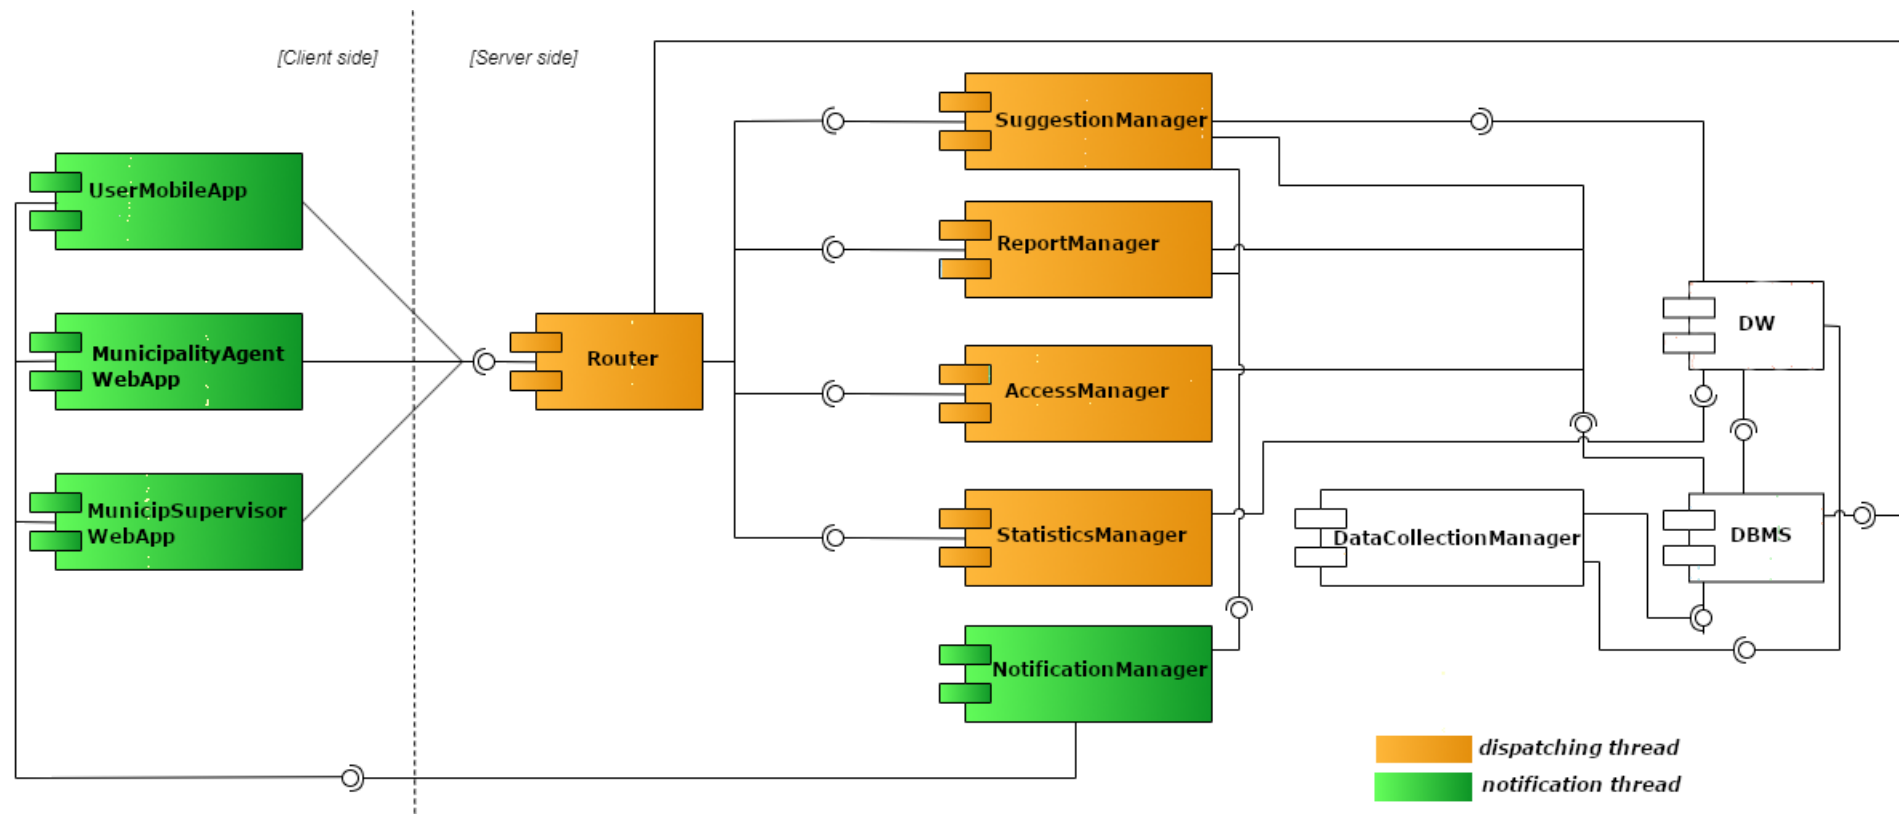 [Client side]
[Server side]
SuggestionManager
UserMobileApp
ReportManager
DW
MunicipalityAgent
WebApp
Router
AccessManager
MunicipSupervisor
WebApp
StatisticsManager
DataCollectionManager
DBMS
NotificationManager
dispatching thread
notification thread